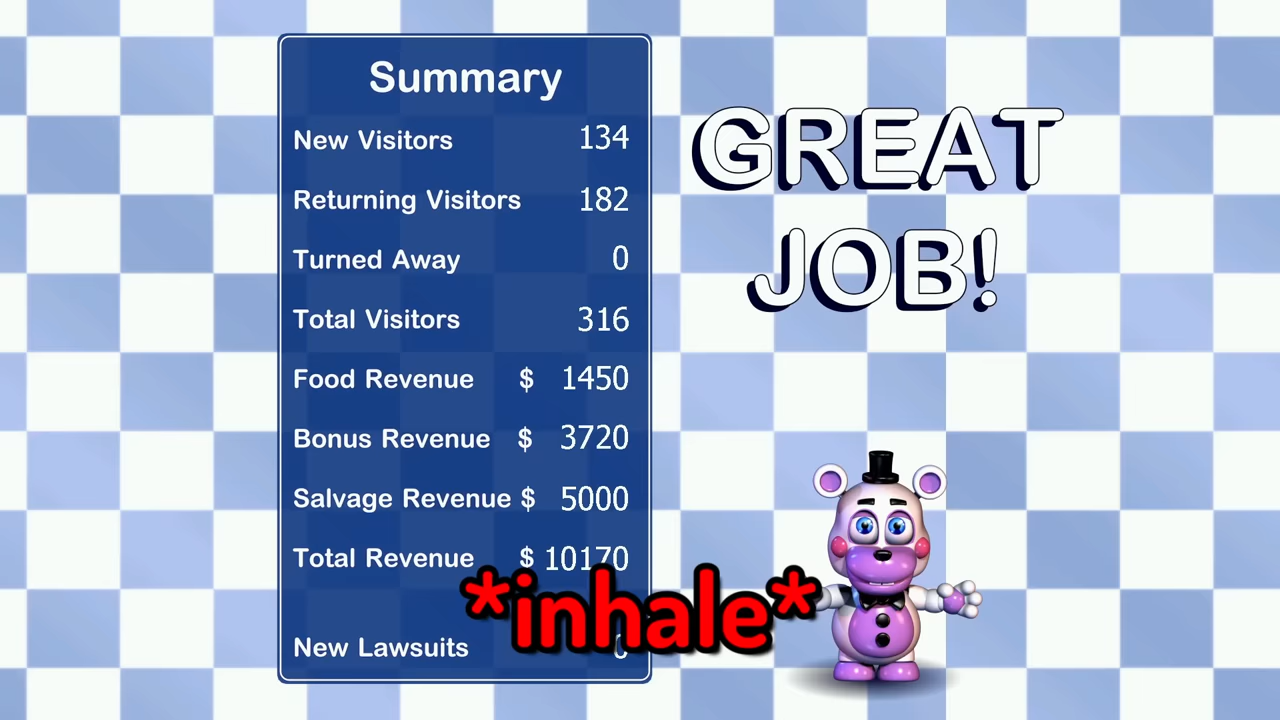 Summary
New Visitors 134
Returning Visitors 182
Turned Away 0
Total Visitors 316
Food Revenue $ 1450
Bonus Revenue $ 3720
Salvage Revenue $ 5000
Total Revenue $ 10170
New Lawsuits
*inhale*
GREAT
JOB!